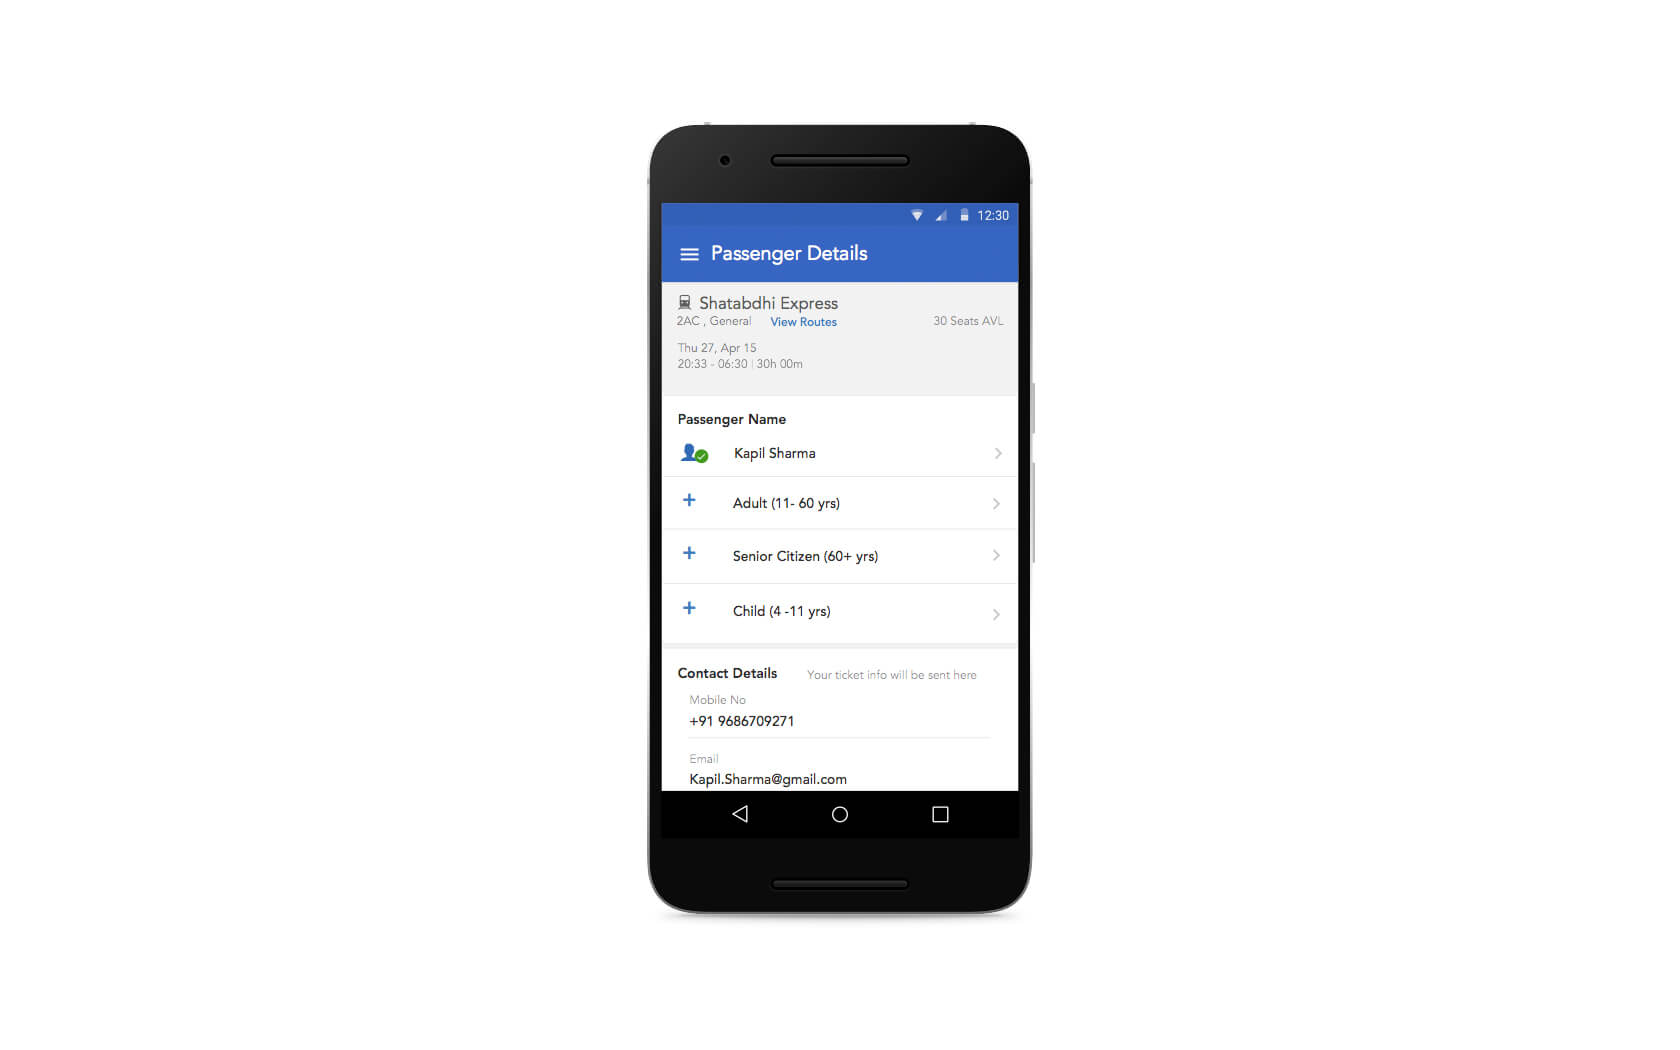 12:30
Passenger Details
Shatabdhi Express
2AC , General View Routes 30 Seats AVL
Thu 27, Apr 15
20:33 - 06:30 | 30h 00m
Passenger Name
Kapil Sharma
Adult (11- 60 yrs)
Senior Citizen (60+ yrs)
Child (4 -11 yrs)
Contact Details Your ticket info will be sent here
Mobile No
+91 9686709271
Email
Kapil.Sharma@gmail.com